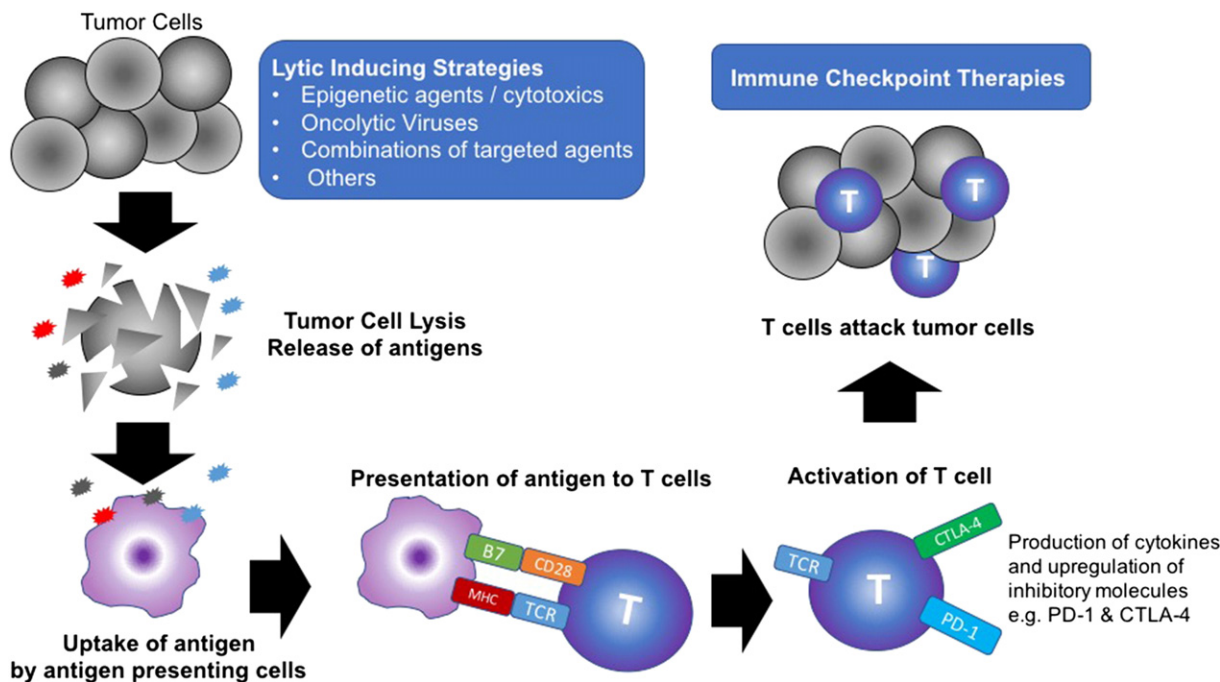 Tumor Cells
Lytic Inducing Strategies
• Epigenetic agents / cytotoxics
• Oncolytic Viruses
• Combinations of targeted agents
• Others
Tumor Cell Lysis
Release of antigens
Uptake of antigen
by antigen presenting cells
Presentation of antigen to T cells
B7
CD28
MHC
TCR
T
Activation of T cell
TCR
T
CTLA-4
PD-1
Production of cytokines
and upregulation of
inhibitory molecules
e.g. PD-1 & CTLA-4
Immune Checkpoint Therapies
T
T
T
T cells attack tumor cells